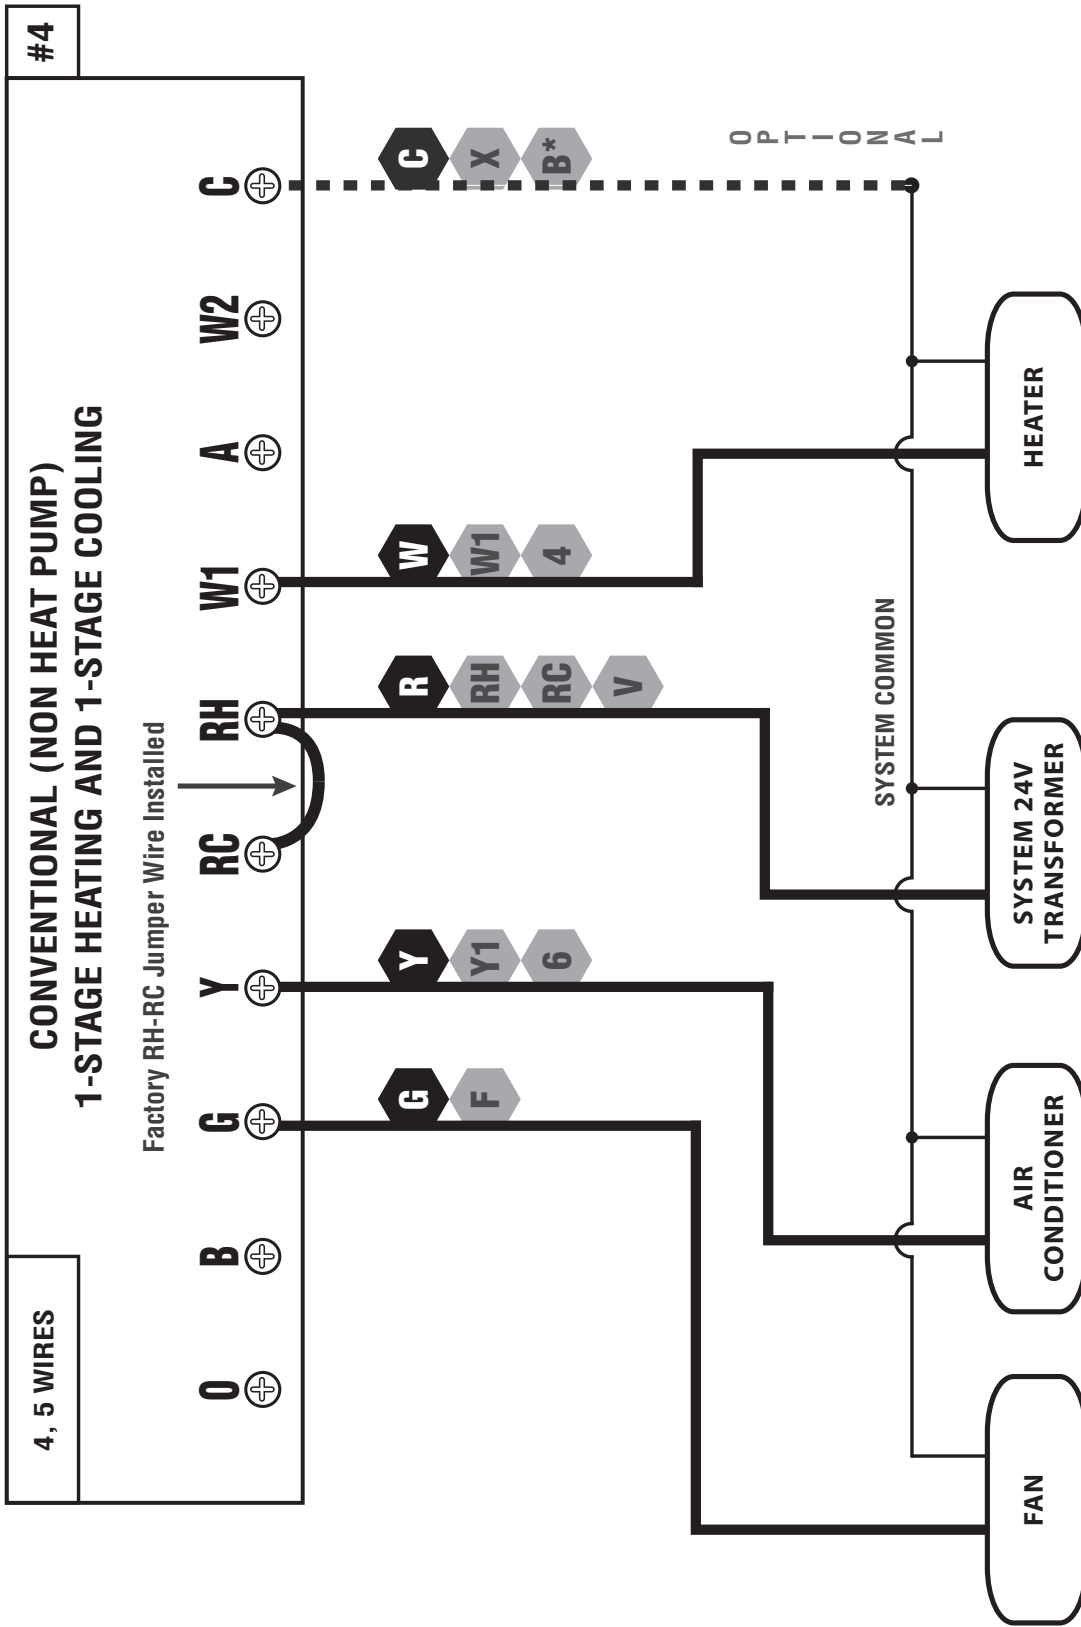 4, 5 WIRES
#4
CONVENTIONAL (NON HEAT PUMP)
1-STAGE HEATING AND 1-STAGE COOLING
Factory RH-RC Jumper Wire Installed
O B G Y RC RH W1 A W2 C
G Y R W C
F Y1 RH W1 X
6 RC 4 B*
V
OPTIONAL
SYSTEM COMMON
FAN
AIR
CONDITIONER
SYSTEM 24V
TRANSFORMER
HEATER